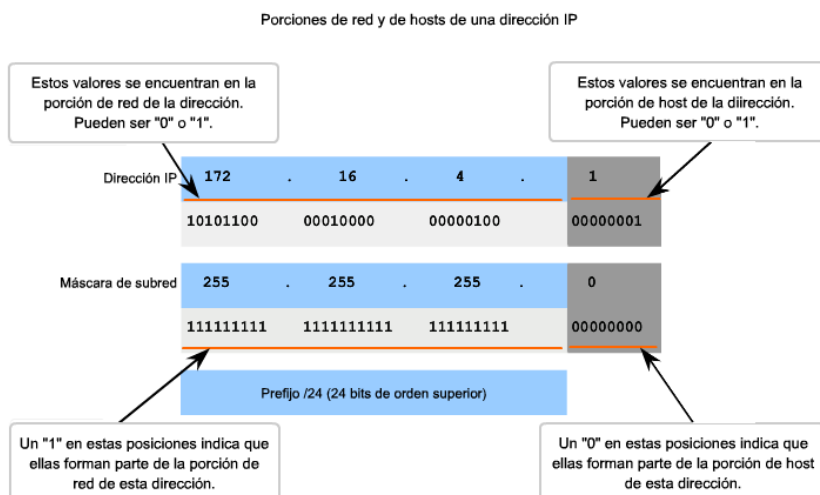 Porciones de red y de hosts de una dirección IP
Estos valores se encuentran en la
porción de red de la dirección.
Pueden ser "0" o "1".
Estos valores se encuentran en la
porción de host de la diirección.
Pueden ser "0" o "1".
Dirección IP 172 . 16 . 4 . 1
10101100 00010000 00000100 00000001
Máscara de subred 255 . 255 . 255 . 0
111111111 1111111111 111111111 00000000
Prefijo /24 (24 bits de orden superior)
Un "1" en estas posiciones indica que
ellas forman parte de la porción de
red de esta dirección.
Un "0" en estas posiciones indica que
ellas forman parte de la porción de host
de esta dirección.